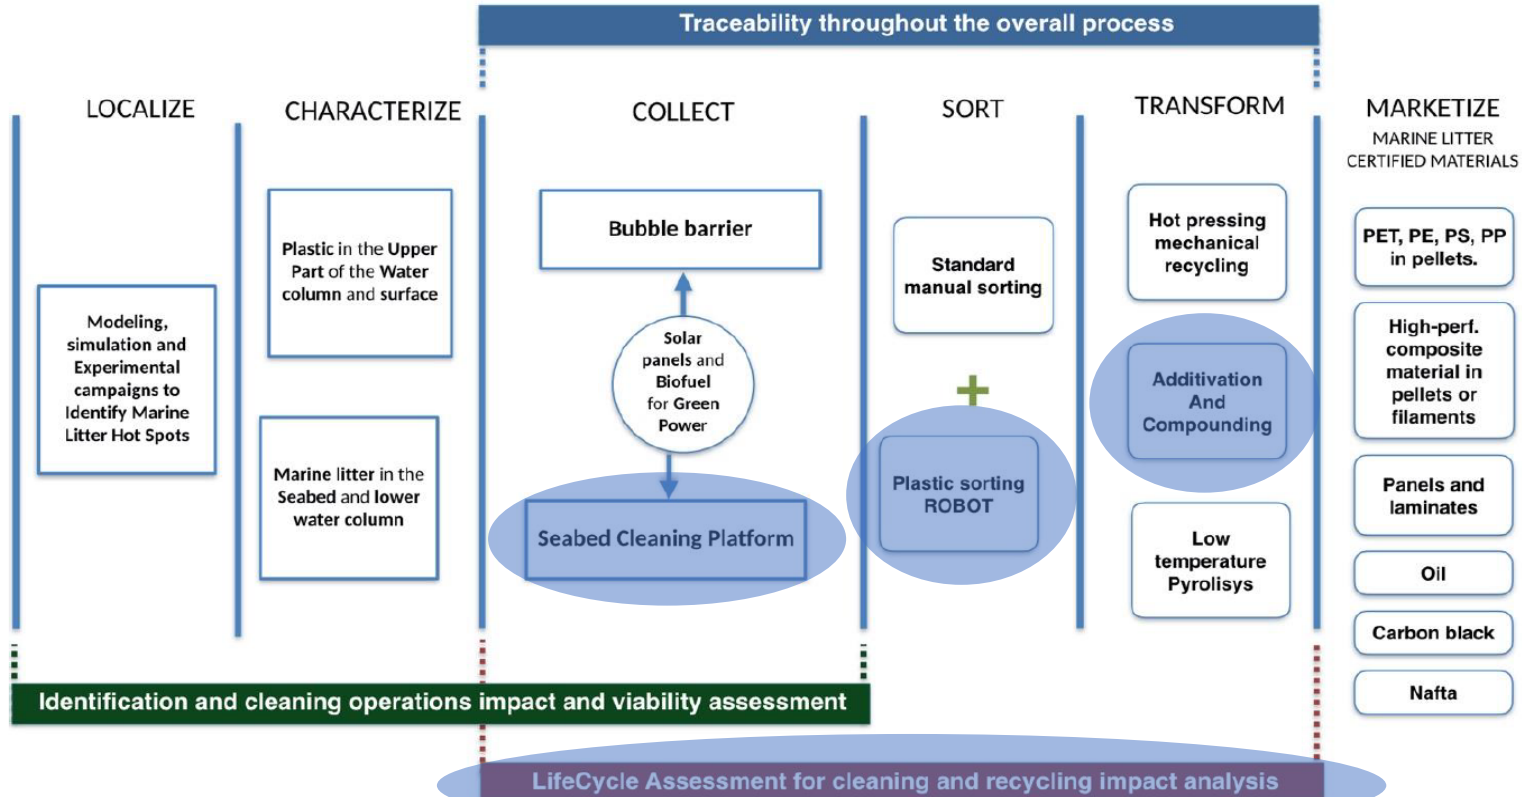 Traceability throughout the overall process
LOCALIZE
CHARACTERIZE
COLLECT
SORT
TRANSFORM
MARKETIZE
MARINE LITTER
CERTIFIED MATERIALS
Modeling,
simulation and
Experimental
campaigns to
Identify Marine
Litter Hot Spots
Plastic in the Upper
Part of the Water
column and surface
Marine litter in the
Seabed and lower
water column
Bubble barrier
Solar
panels and
Biofuel
for Green
Power
Seabed Cleaning Platform
Standard
manual sorting
+
Plastic sorting
ROBOT
Hot pressing
mechanical
recycling
Additivation
And
Compounding
Low
temperature
Pyrolisys
PET, PE, PS, PP
in pellets.
High-perf.
composite
material in
pellets or
filaments
Panels and
laminates
Oil
Carbon black
Nafta
Identification and cleaning operations impact and viability assessment
LifeCycle Assessment for cleaning and recycling impact analysis